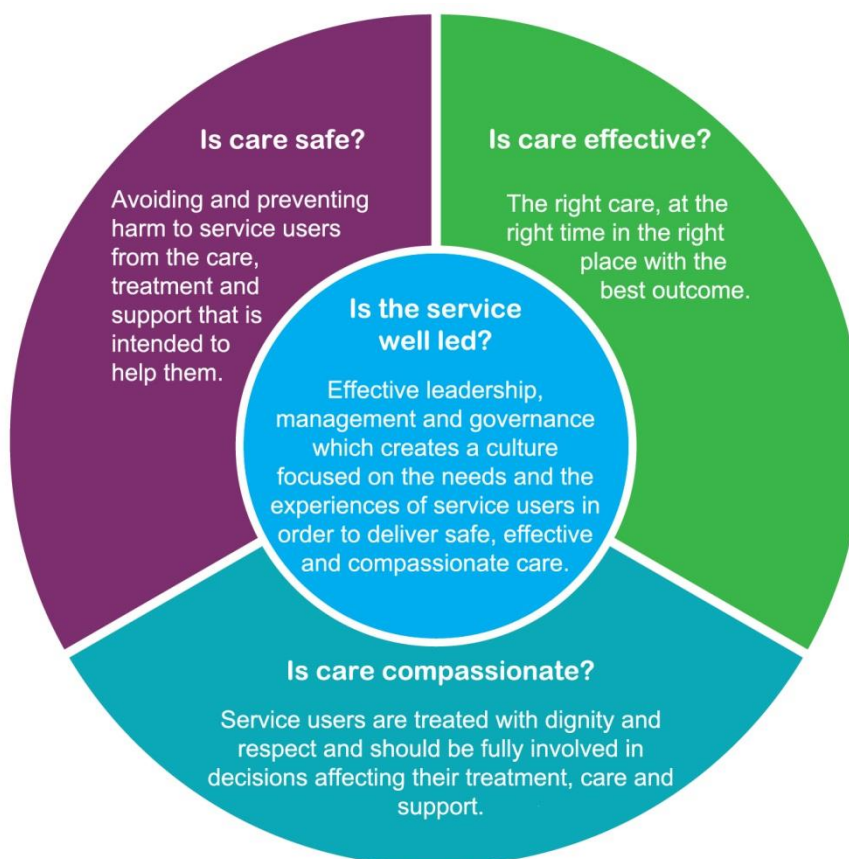 Is care safe?
Avoiding and preventing
harm to service users
from the care,
treatment and
support that is
intended to
help them.
Is care effective?
The right care, at the
right time in the right
place with the
best outcome.
Is the service
well led?
Effective leadership,
management and governance
which creates a culture
focused on the needs and the
experiences of service users in
order to deliver safe, effective
and compassionate care.
Is care compassionate?
Service users are treated with dignity and
respect and should be fully involved in
decisions affecting their treatment, care and
support.